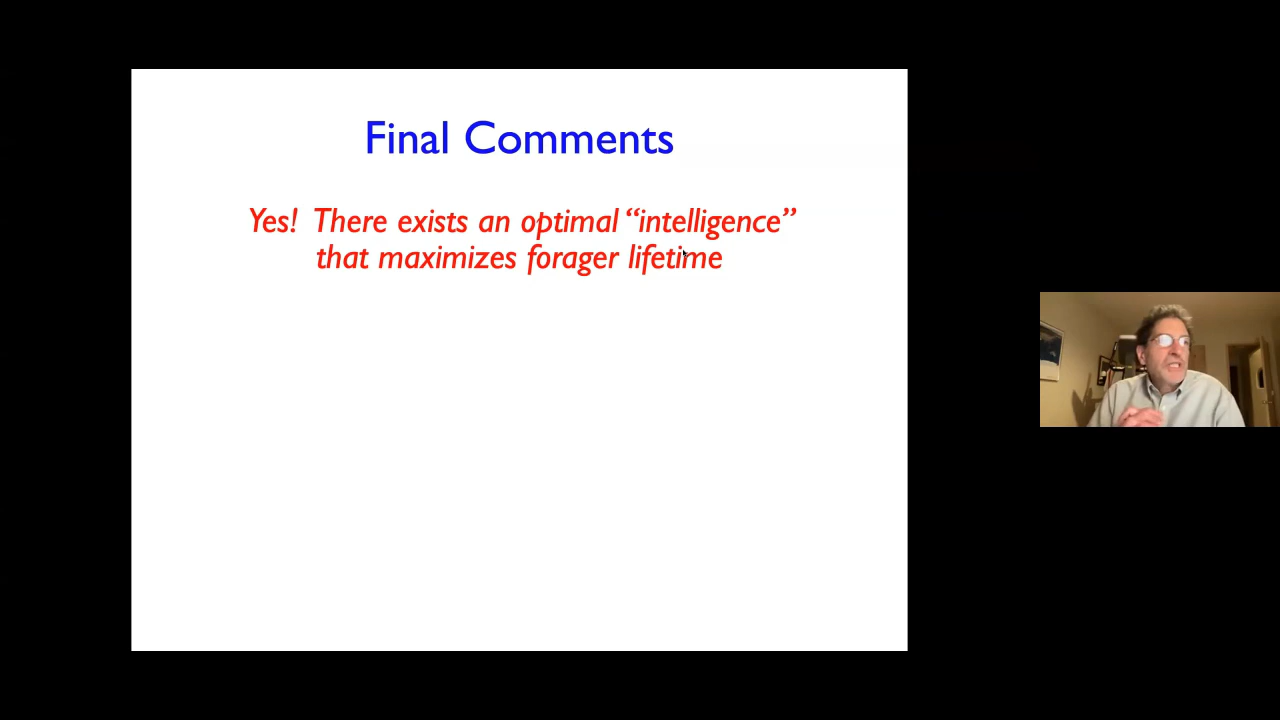 Final Comments
Yes! There exists an optimal “intelligence”
that maximizes forager lifetime